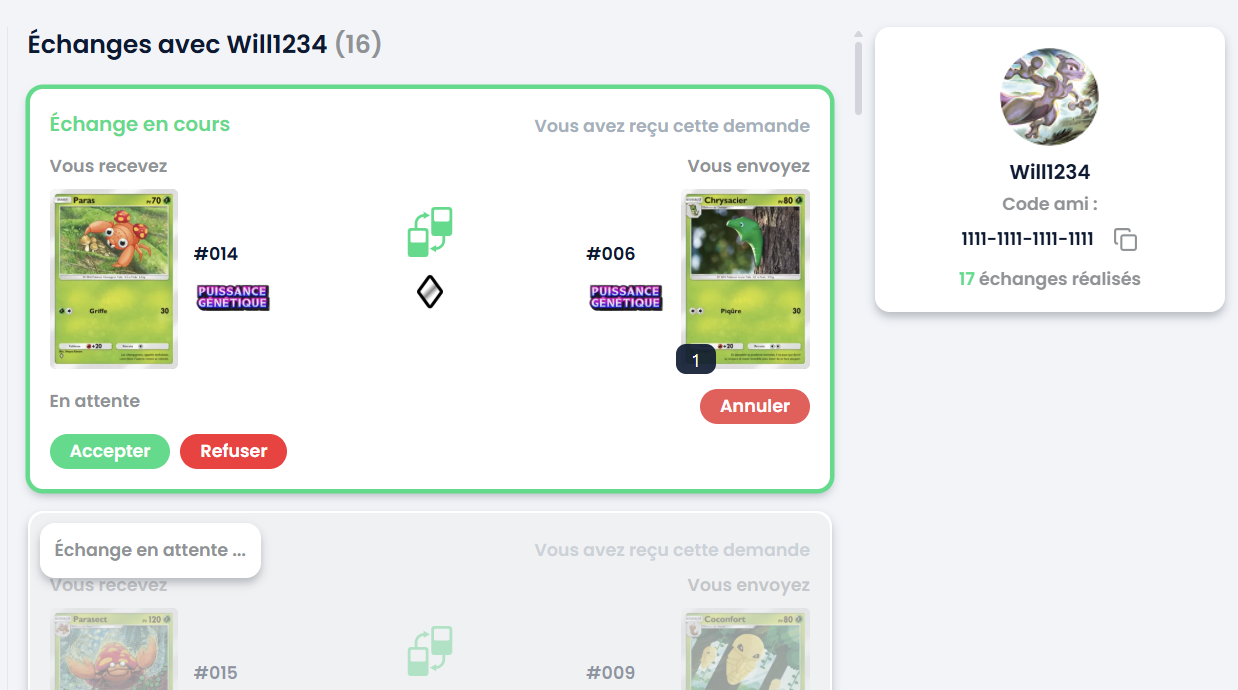 Échanges avec Will1234 (16)
Échange en cours
Vous avez reçu cette demande
Vous recevez
Vous envoyez
Paras
PV 70
#014
PUISSANCE
GÉNÉTIQUE
Griffe 30
+20
Chrysacier
PV 80
#006
PUISSANCE
GÉNÉTIQUE
Piqûre 30
+20
1
En attente
Annuler
Accepter
Refuser
Échange en attente ...
Vous avez reçu cette demande
Vous recevez
Vous envoyez
Parasect
PV 120
#015
Coconfort
PV 80
#009
Will1234
Code ami :
1111-1111-1111-1111
17 échanges réalisés